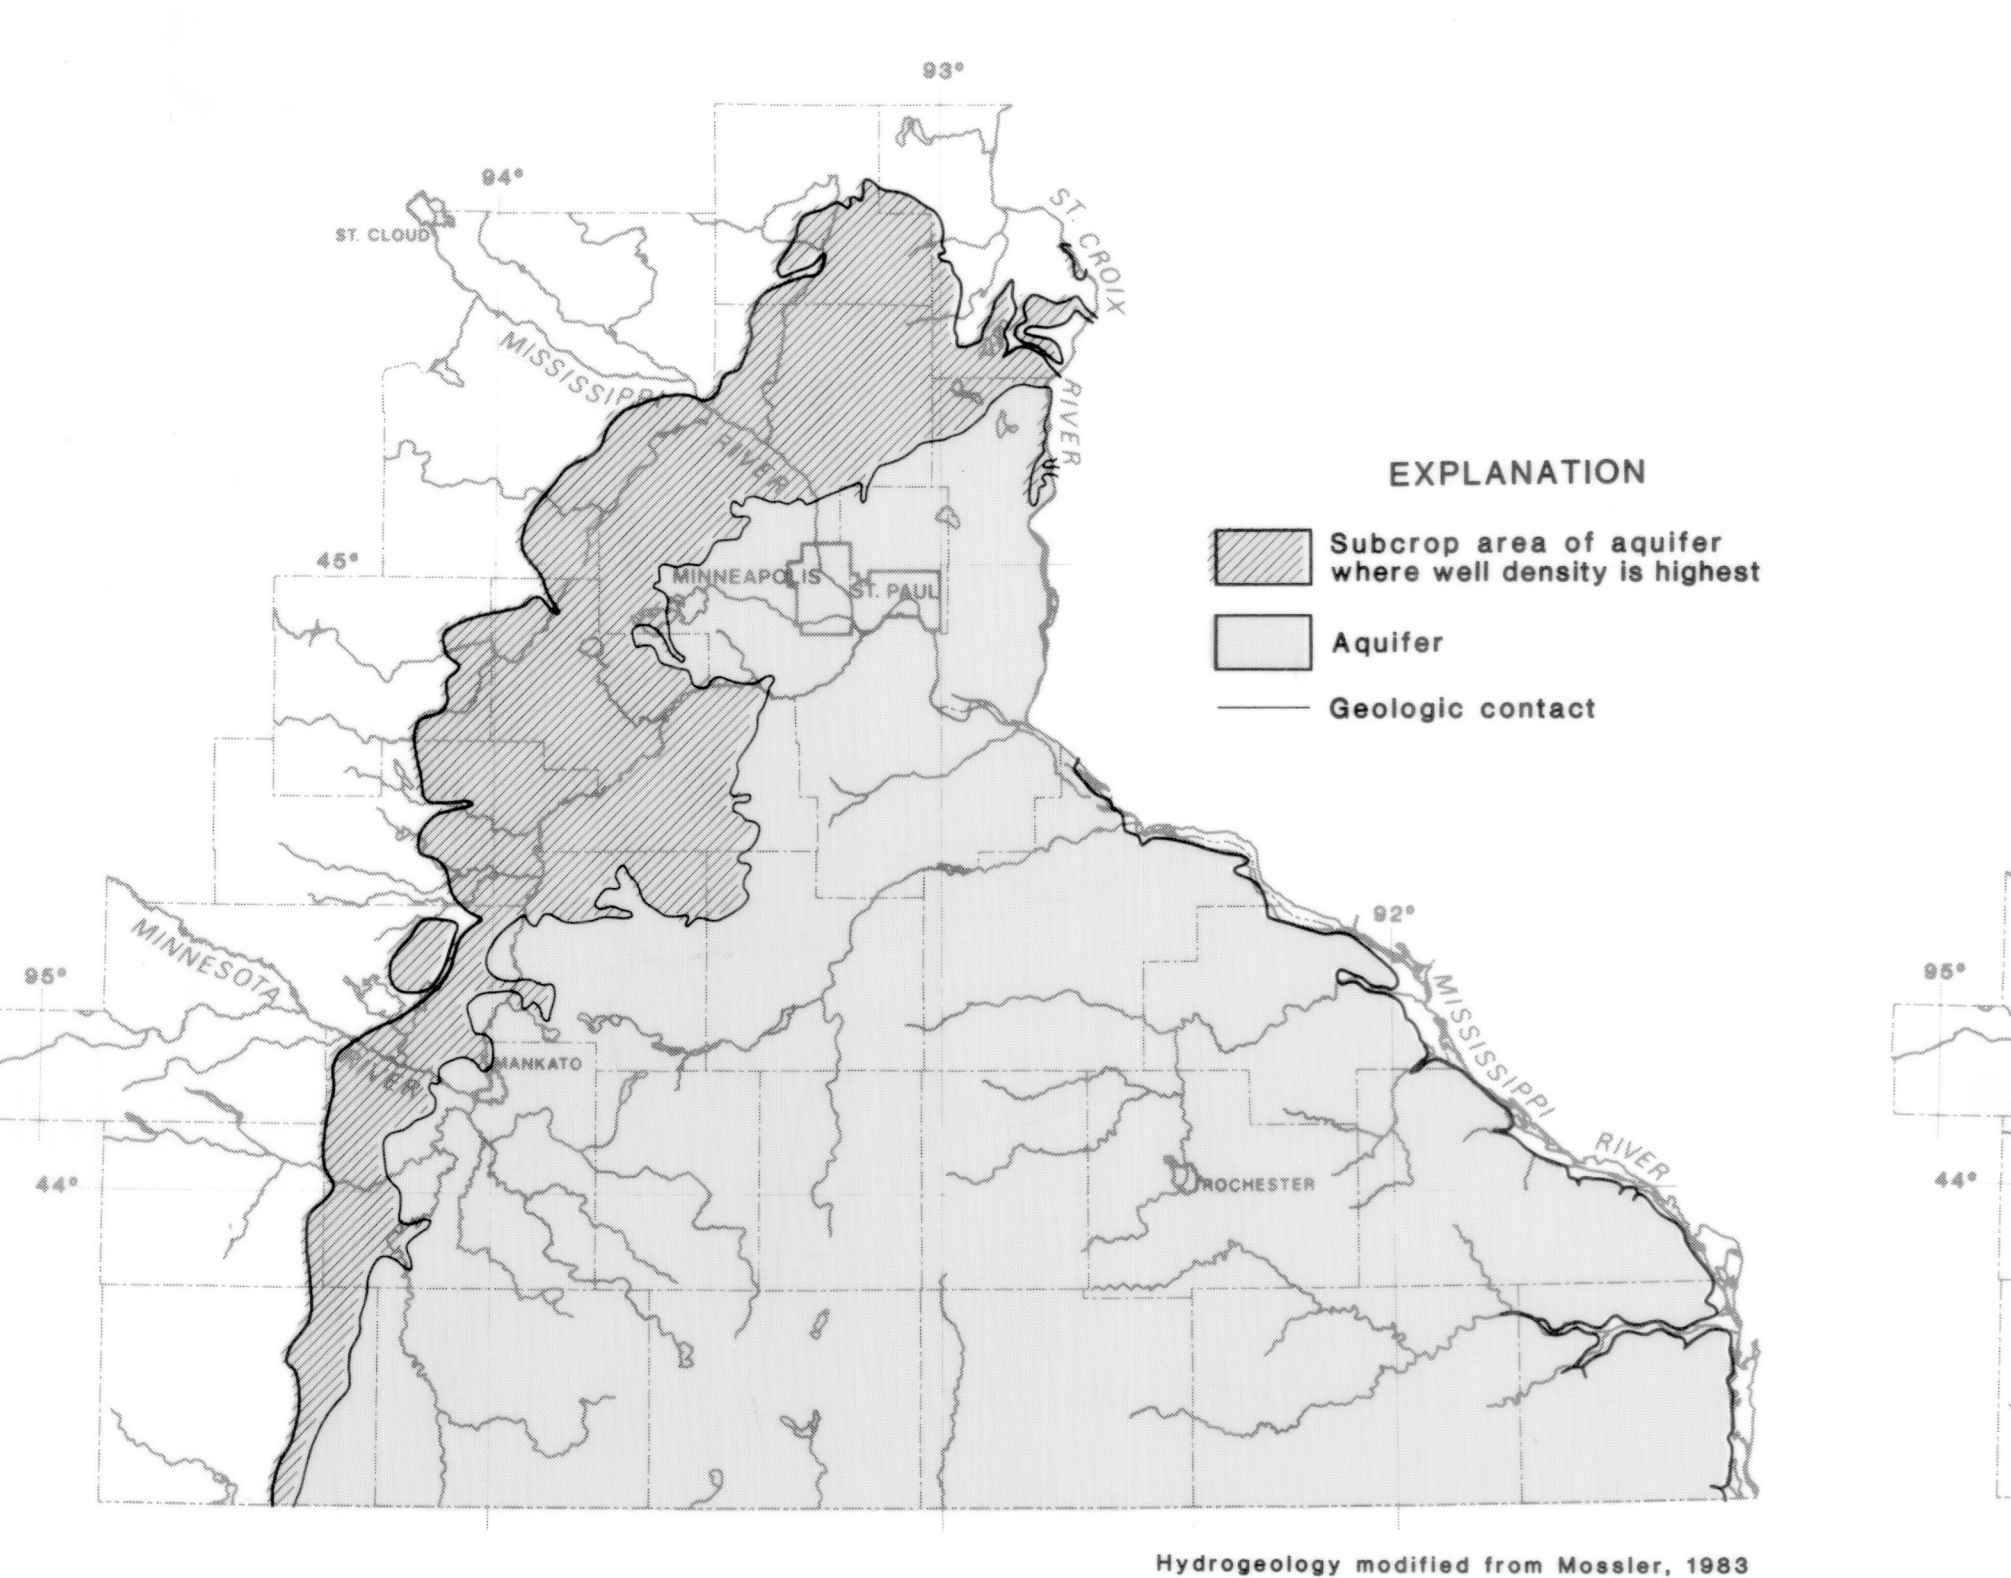 93°
94°
ST. CROIX
ST. CLOUD
MISSISSIPPI
RIVER
RIVER
EXPLANATION
Subcrop area of aquifer
where well density is highest
45°
MINNEAPOLIS
ST. PAUL
Aquifer
Geologic contact
92°
MINNESOTA
95°
95°
MISSISSIPPI
MANKATO
RIVER
RIVER
44°
ROCHESTER
44°
Hydrogeology modified from Mossler, 1983